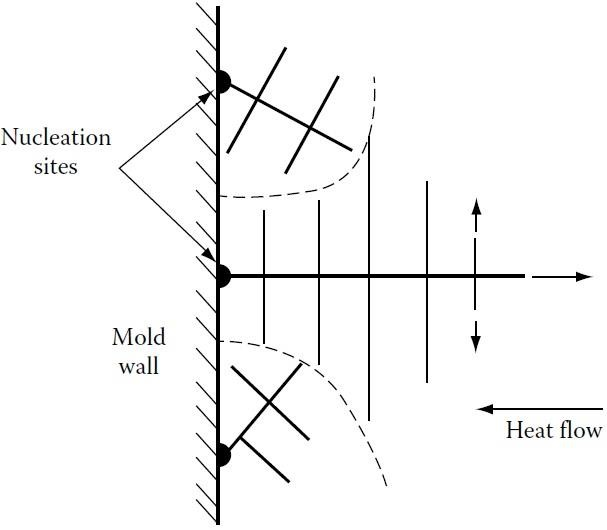 Nucleation
sites
Mold
wall
Heat flow